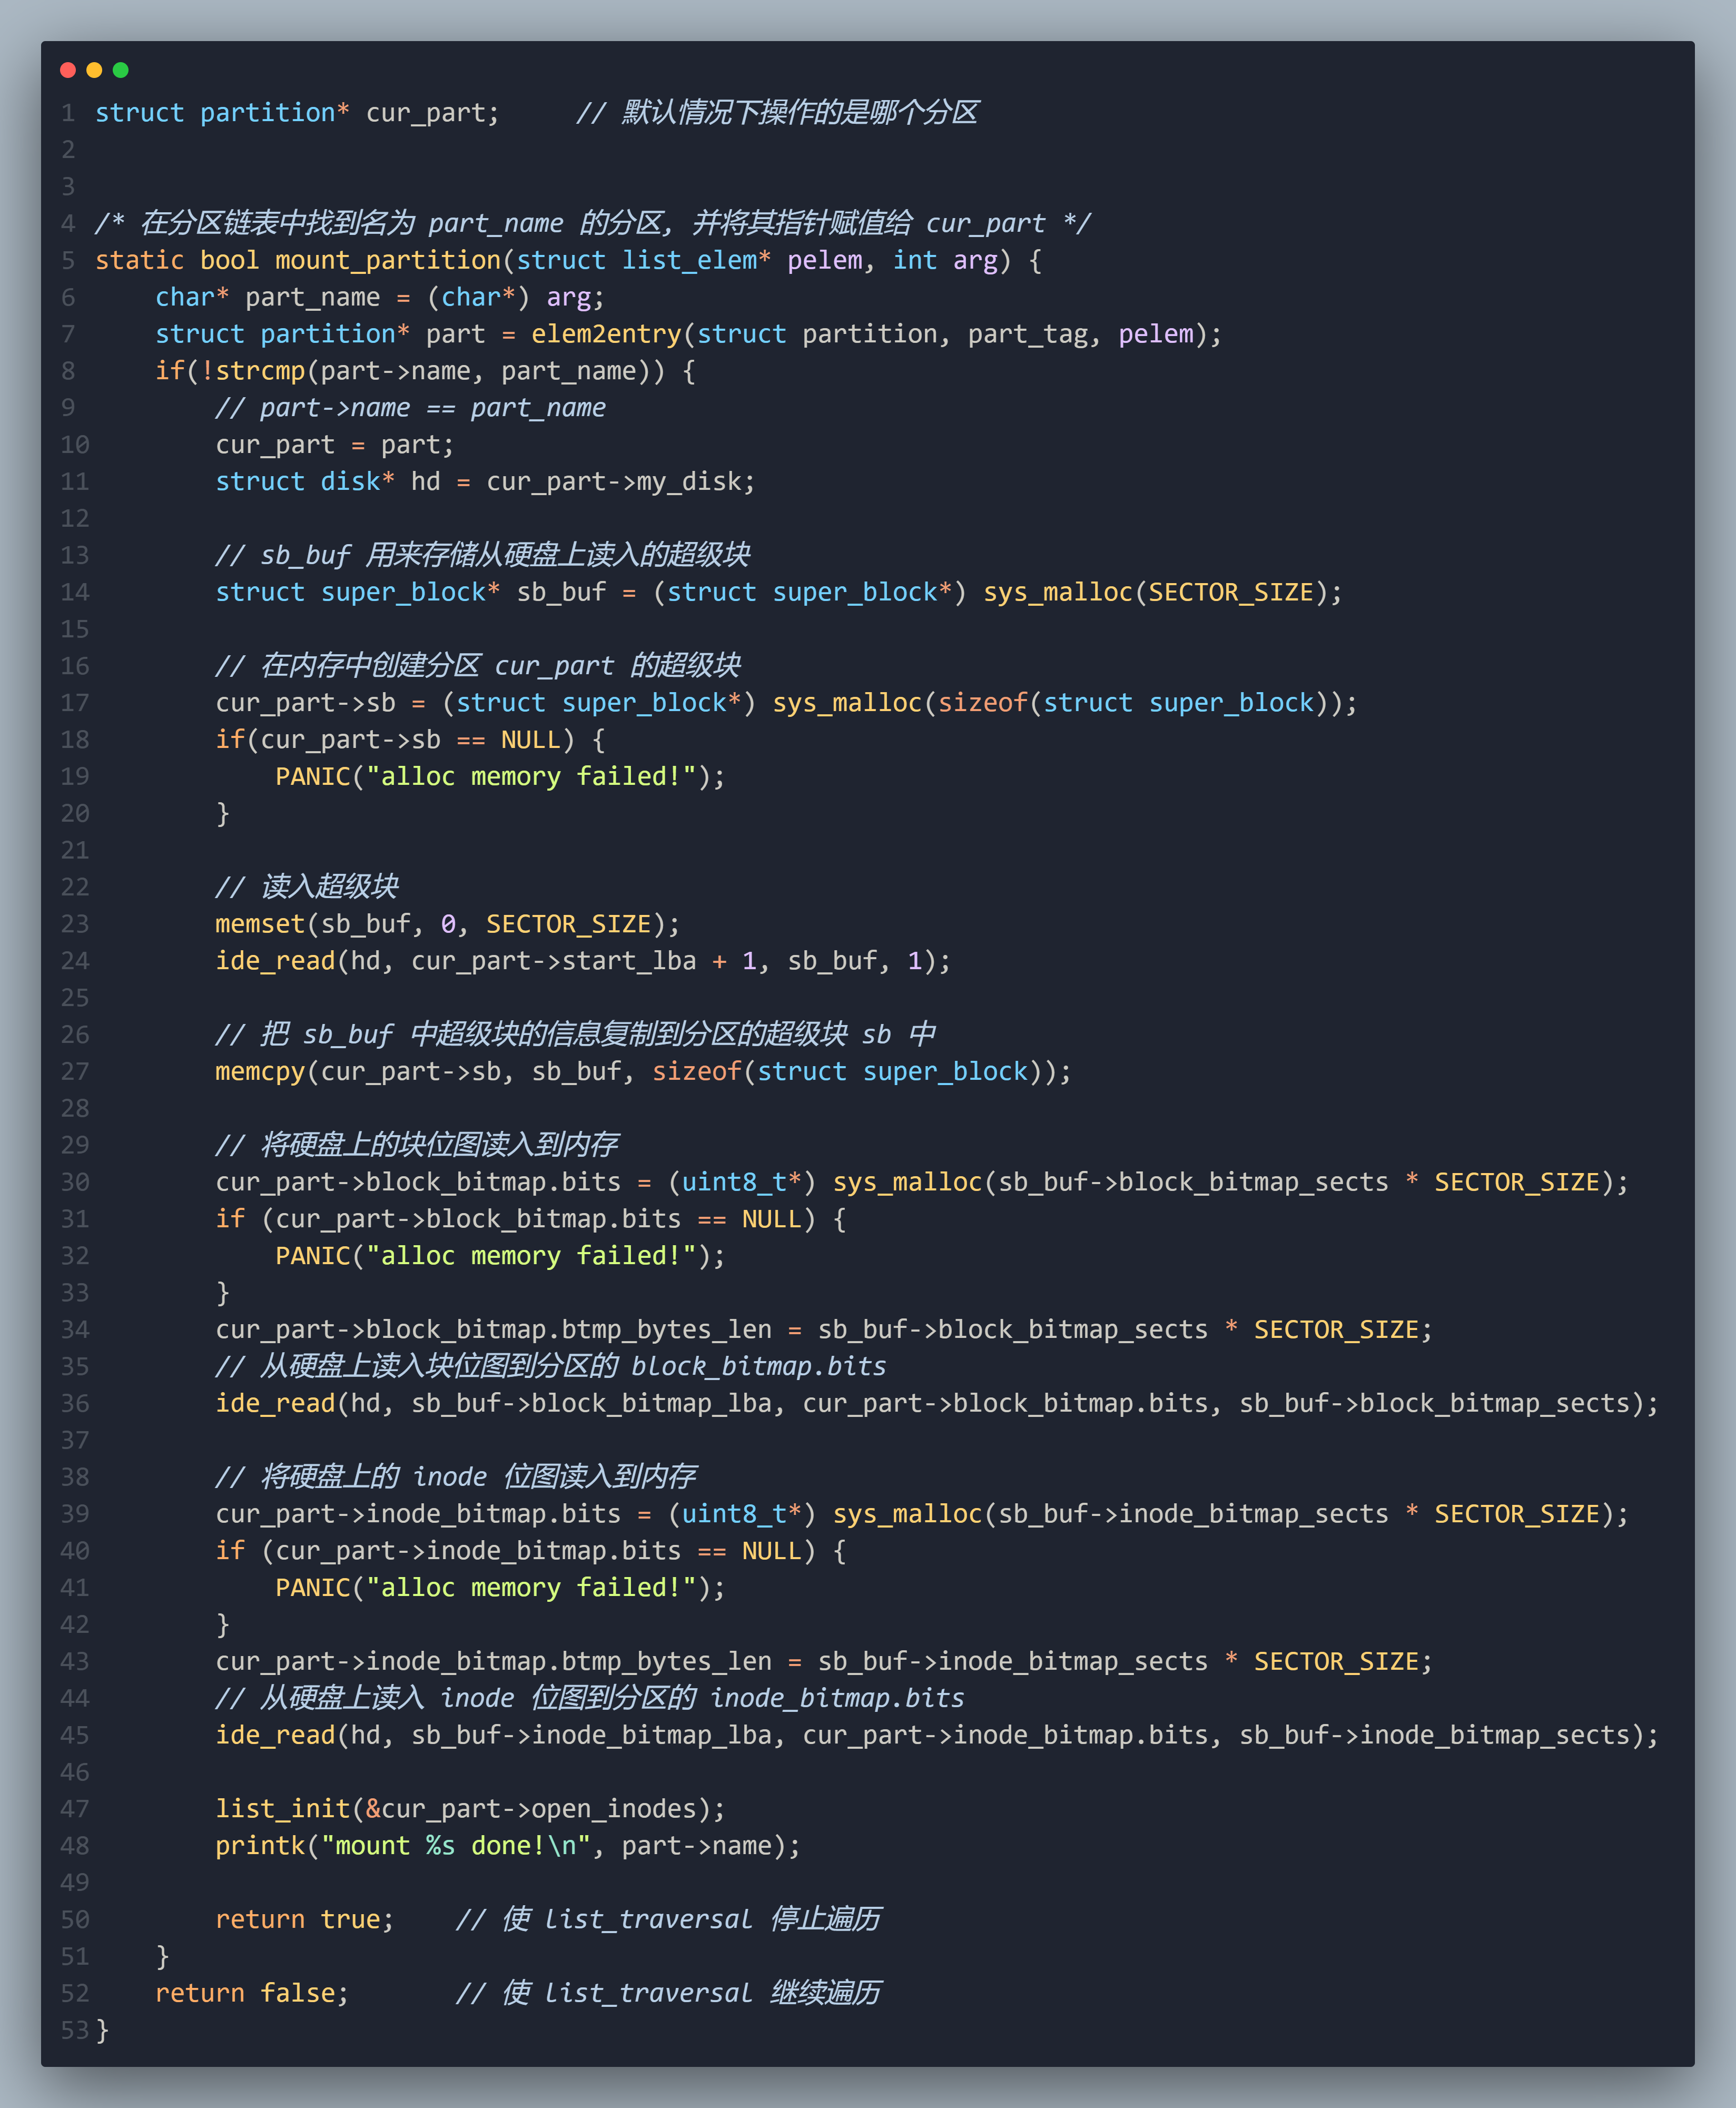 1 struct partition* cur_part;     // 默认情况下操作的是哪个分区
2
3
4 /* 在分区链表中找到名为 part_name 的分区, 并将其指针赋值给 cur_part */
5 static bool mount_partition(struct list_elem* pelem, int arg) {
6     char* part_name = (char*) arg;
7     struct partition* part = elem2entry(struct partition, part_tag, pelem);
8     if(!strcmp(part->name, part_name)) {
9         // part->name == part_name
10         cur_part = part;
11         struct disk* hd = cur_part->my_disk;
12
13         // sb_buf 用来存储从硬盘上读入的超级块
14         struct super_block* sb_buf = (struct super_block*) sys_malloc(SECTOR_SIZE);
15
16         // 在内存中创建分区 cur_part 的超级块
17         cur_part->sb = (struct super_block*) sys_malloc(sizeof(struct super_block));
18         if(cur_part->sb == NULL) {
19             PANIC("alloc memory failed!");
20         }
21
22         // 读入超级块
23         memset(sb_buf, 0, SECTOR_SIZE);
24         ide_read(hd, cur_part->start_lba + 1, sb_buf, 1);
25
26         // 把 sb_buf 中超级块的信息复制到分区的超级块 sb 中
27         memcpy(cur_part->sb, sb_buf, sizeof(struct super_block));
28
29         // 将硬盘上的块位图读入到内存
30         cur_part->block_bitmap.bits = (uint8_t*) sys_malloc(sb_buf->block_bitmap_sects * SECTOR_SIZE);
31         if (cur_part->block_bitmap.bits == NULL) {
32             PANIC("alloc memory failed!");
33         }
34         cur_part->block_bitmap.btmp_bytes_len = sb_buf->block_bitmap_sects * SECTOR_SIZE;
35         // 从硬盘上读入块位图到分区的 block_bitmap.bits
36         ide_read(hd, sb_buf->block_bitmap_lba, cur_part->block_bitmap.bits, sb_buf->block_bitmap_sects);
37
38         // 将硬盘上的 inode 位图读入到内存
39         cur_part->inode_bitmap.bits = (uint8_t*) sys_malloc(sb_buf->inode_bitmap_sects * SECTOR_SIZE);
40         if (cur_part->inode_bitmap.bits == NULL) {
41             PANIC("alloc memory failed!");
42         }
43         cur_part->inode_bitmap.btmp_bytes_len = sb_buf->inode_bitmap_sects * SECTOR_SIZE;
44         // 从硬盘上读入 inode 位图到分区的 inode_bitmap.bits
45         ide_read(hd, sb_buf->inode_bitmap_lba, cur_part->inode_bitmap.bits, sb_buf->inode_bitmap_sects);
46
47         list_init(&cur_part->open_inodes);
48         printk("mount %s done!\n", part->name);
49
50         return true;    // 使 list_traversal 停止遍历
51     }
52     return false;       // 使 list_traversal 继续遍历
53 }